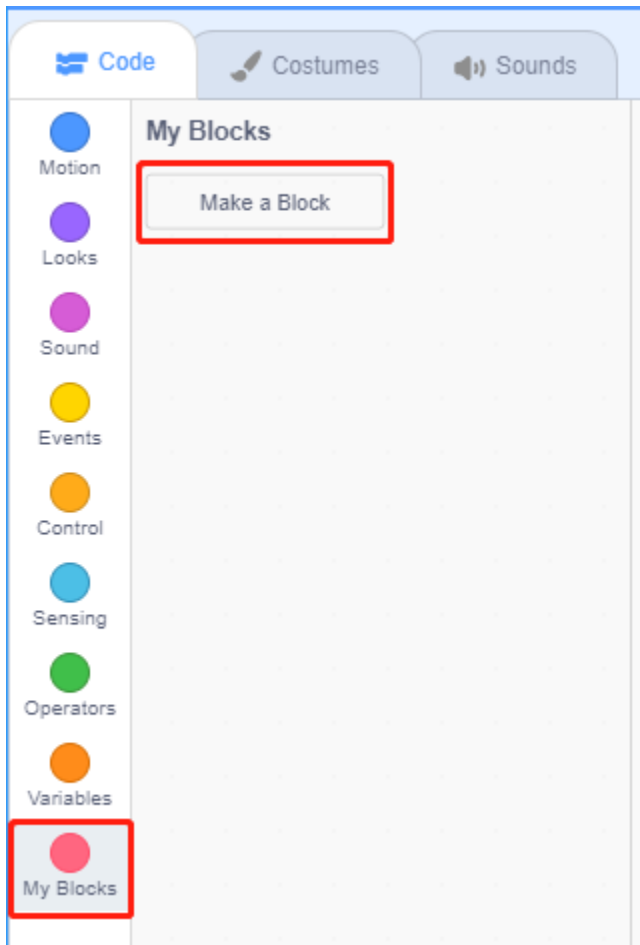 Code
Costumes
Sounds
My Blocks
Make a Block
Motion
Looks
Sound
Events
Control
Sensing
Operators
Variables
My Blocks